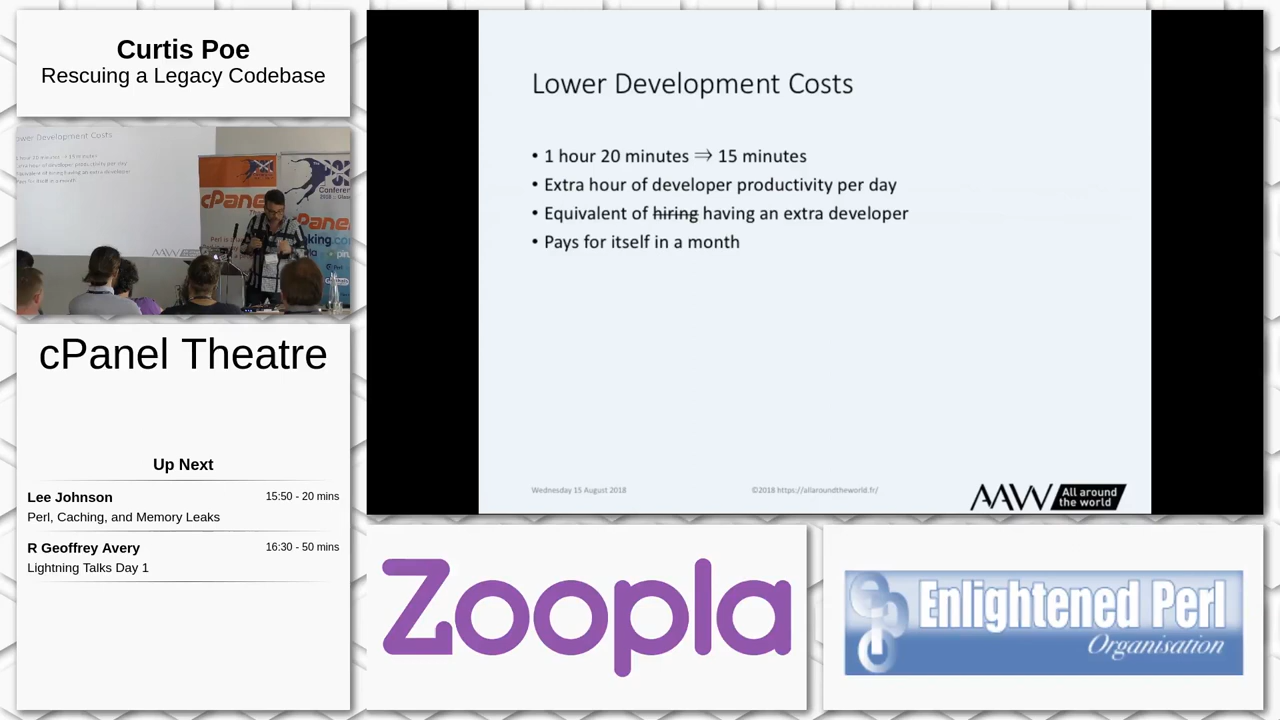 Curtis Poe
Rescuing a Legacy Codebase
Lower Development Costs
• 1 hour 20 minutes ⇒ 15 minutes
• Extra hour of developer productivity per day
• Equivalent of hiring having an extra developer
• Pays for itself in a month
Wednesday 15 August 2018
©2018 https://allaroundtheworld.fr/
AAW All around
the world
cPanel Theatre
Up Next
Lee Johnson 15:50 - 20 mins
Perl, Caching, and Memory Leaks
R Geoffrey Avery 16:30 - 50 mins
Lightning Talks Day 1
Zoopla
Enlightened Perl
Organisation